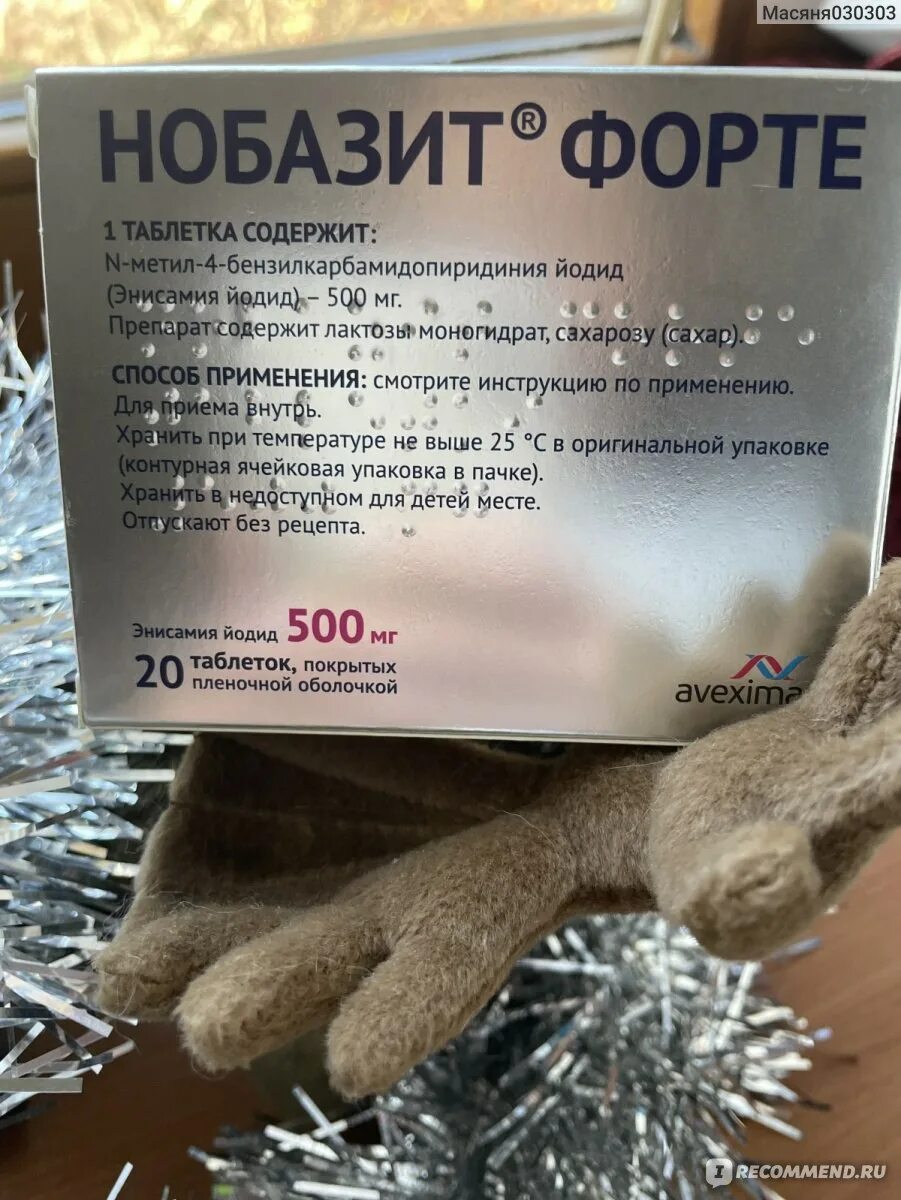 Масяня030303
НОБАЗИТ® ФОРТЕ
1 ТАБЛЕТКА СОДЕРЖИТ:
N-метил-4-бензилкарбамидопиридиния йодид
(Энисамия йодид) – 500 мг.
Препарат содержит лактозы моногидрат, сахарозу (сахар).
СПОСОБ ПРИМЕНЕНИЯ: смотрите инструкцию по применению.
Для приема внутрь.
Хранить при температуре не выше 25 °C в оригинальной упаковке
(контурная ячейковая упаковка в пачке).
Хранить в недоступном для детей месте.
Отпускают без рецепта.
Энисамия йодид 500 мг
20 таблеток, покрытых
пленочной оболочкой
avexima
IRECOMMEND.RU